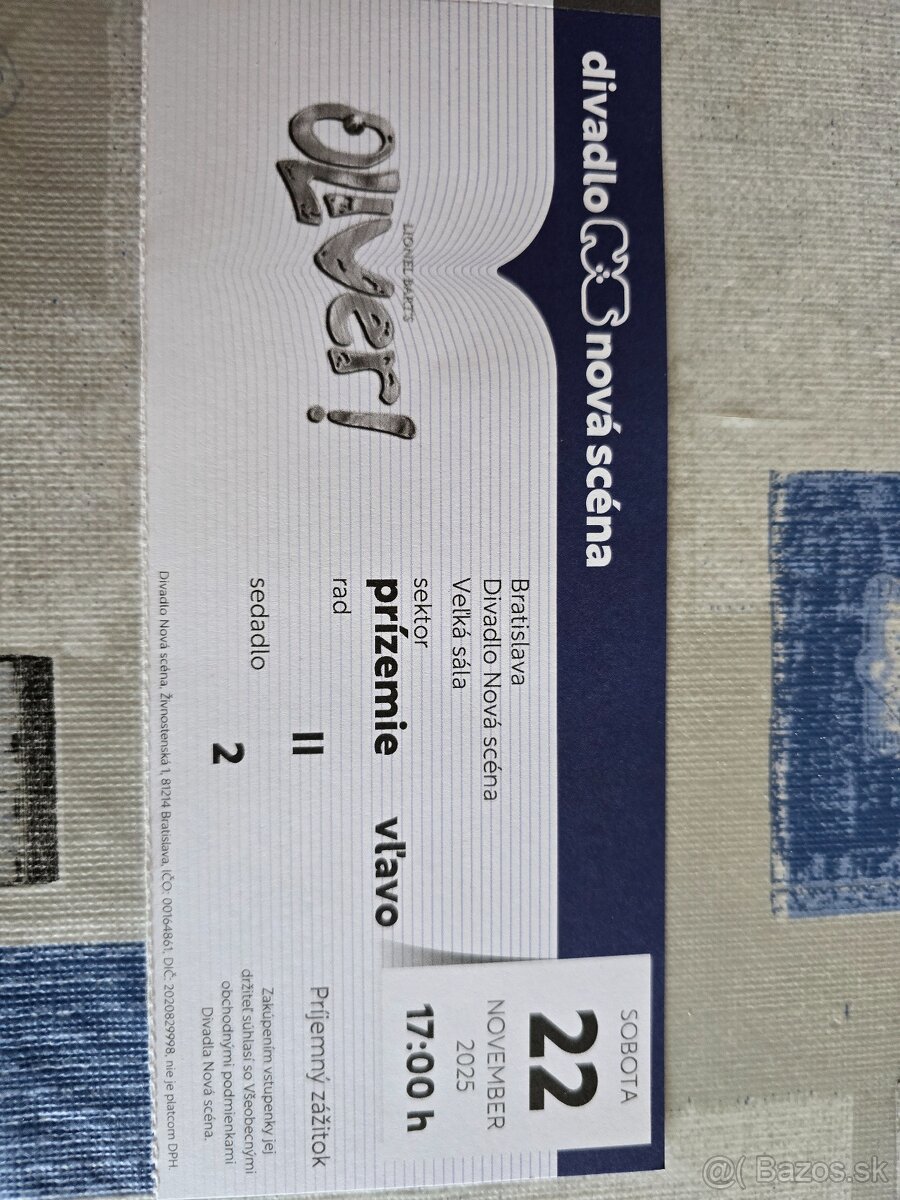 divadlo nová scéna
LIONEL BART'S
OLIVER!
Bratislava
Divadlo Nová scéna
Veľká sála
sektor
prízemie vľavo
rad
II
sedadlo
2
SOBOTA
22
NOVEMBER
2025
17:00 h
Príjemný zážitok
Zakúpením vstupenky jej
držiteľ súhlasí so Všeobecnými
obchodnými podmienkami
Divadla Nová scéna.
Divadlo Nová scéna, Živnostenská 1, 81214 Bratislava, IČO: 00164861, DIČ: 2020829998, nie je platcom DPH.
@( Bazos.sk